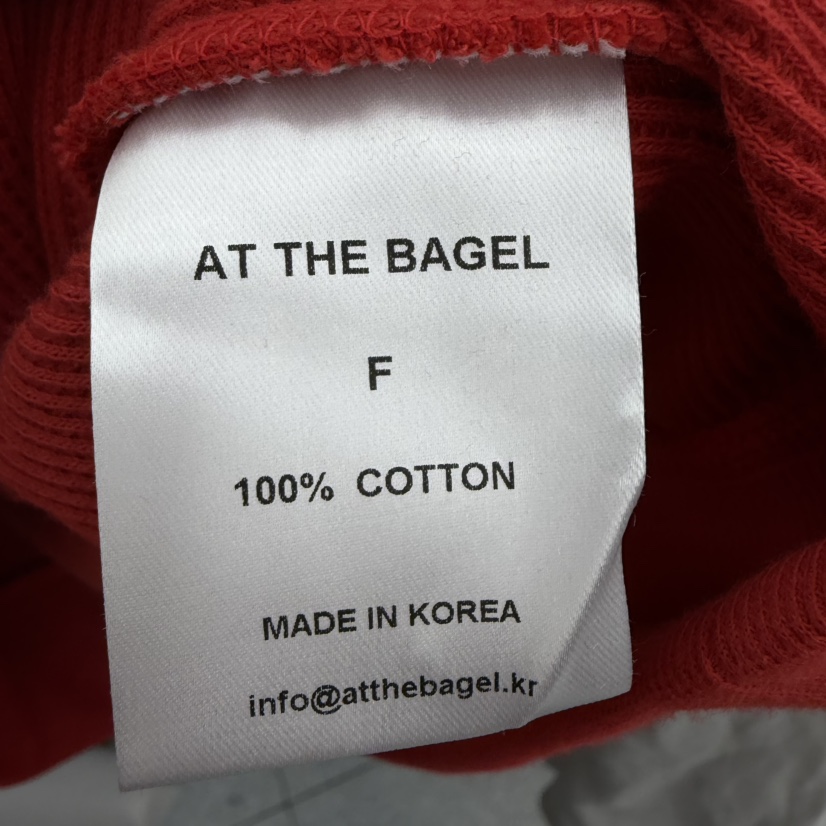 AT THE BAGEL
F
100% COTTON
MADE IN KOREA
info@atthebagel.kr